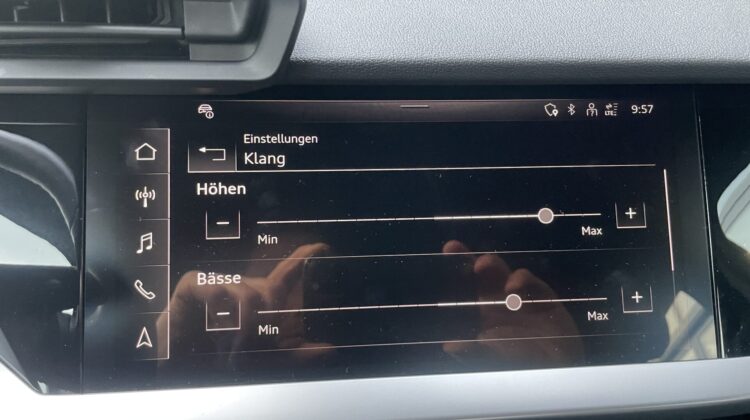 9:57
Einstellungen
Klang
Höhen
Min Max
Bässe
Min Max